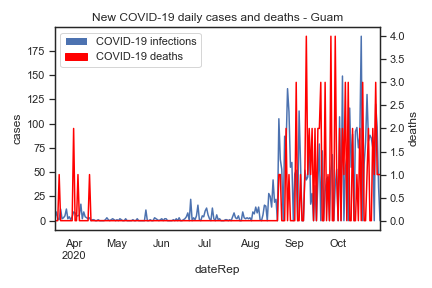 New COVID-19 daily cases and deaths - Guam
COVID-19 infections
COVID-19 deaths
175
150
125
100
75
50
25
0
cases
4.0
3.5
3.0
2.5
2.0
1.5
1.0
0.5
0.0
deaths
Apr May Jun Jul Aug Sep Oct
2020
dateRep